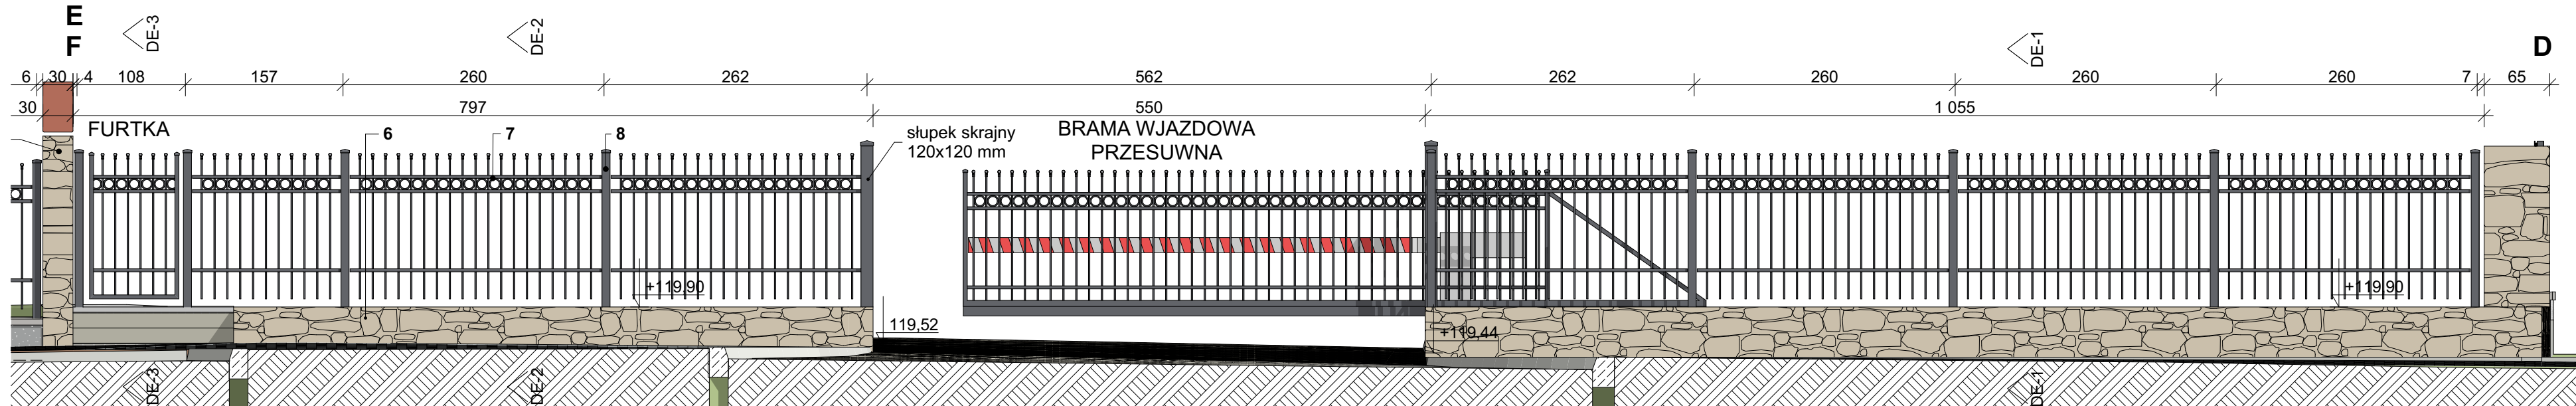 E
F
DE-3
DE-2
DE-1
D
6 30 4 108 157 260 262 562 262 260 260 260 7 65
30 797 550 1 055
FURTKA
6
7
8
słupek skrajny
120x120 mm
BRAMA WJAZDOWA
PRZESUWNA
+119,90
+119,90
119,52
+119,44
DE-3
DE-2
DE-1